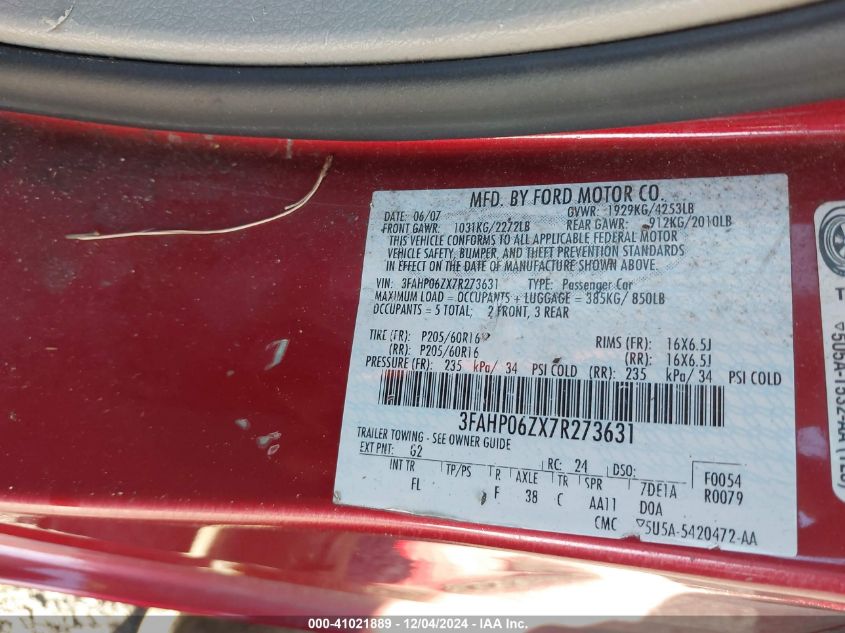 MFD. BY FORD MOTOR CO.
DATE: 06/07 GVWR: 1929KG/4253LB
FRONT GAWR: 1031KG/2272LB REAR GAWR: 912KG/2010LB
THIS VEHICLE CONFORMS TO ALL APPLICABLE FEDERAL MOTOR
VEHICLE SAFETY, BUMPER, AND THEFT PREVENTION STANDARDS
IN EFFECT ON THE DATE OF MANUFACTURE SHOWN ABOVE.
VIN: 3FAHP06ZX7R273631 TYPE: Passenger Car
MAXIMUM LOAD = OCCUPANTS + LUGGAGE = 385KG/ 850LB
OCCUPANTS = 5 TOTAL; 2 FRONT, 3 REAR
TIRE (FR): P205/60R16 RIMS (FR): 16X6.5J
(RR): P205/60R16 (RR): 16X6.5J
PRESSURE (FR): 235 kPa/ 34 PSI COLD (RR): 235 kPa/34 PSI COLD
3FAHP06ZX7R273631
TRAILER TOWING - SEE OWNER GUIDE
EXT PNT: G2 RC: 24 DSO: F0054
INT TR TP/PS R AXLE TR SPR 7DE1A R0079
FL F 38 C AA11 DOA
CMC ▽5U5A-5420472-AA
000-41021889 - 12/04/2024 - IAA Inc.